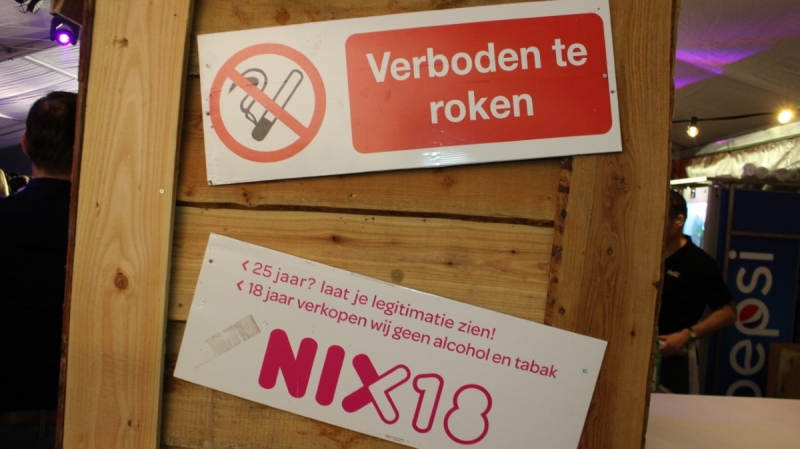 Verboden te
roken
< 25 jaar? laat je legitimatie zien!
< 18 jaar verkopen wij geen alcohol en tabak
NIX18
pepsi